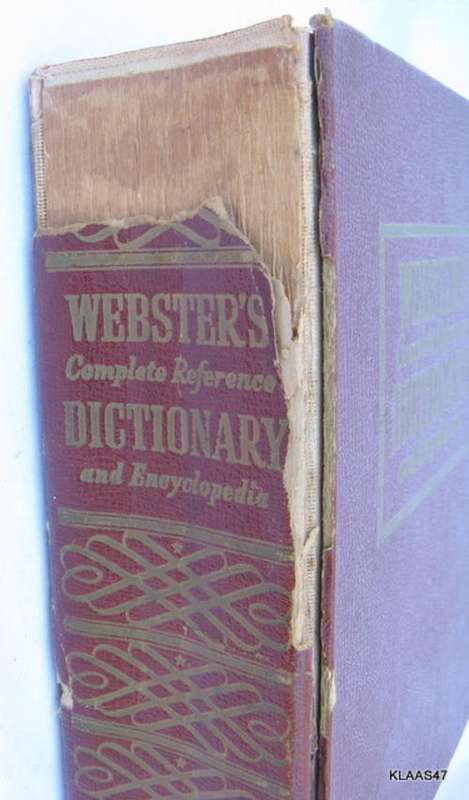 WEBSTER'S
Complete Reference
DICTIONARY
and Encyclopedia
KLAAS47